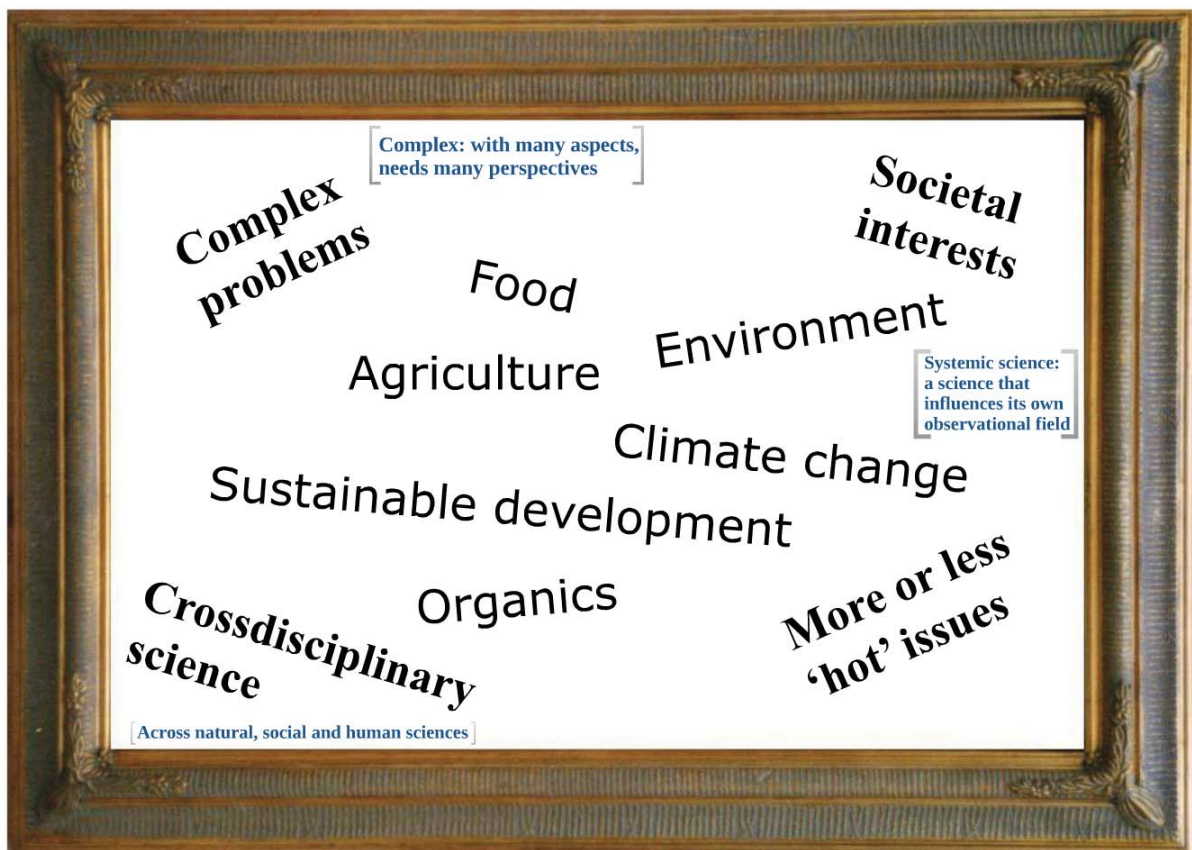 Complex: with many aspects,
needs many perspectives
Complex
problems
Societal
interests
Food
Environment
Agriculture
Systemic science:
a science that
influences its own
observational field
Climate change
Sustainable development
Organics
More or less
‘hot’ issues
Crossdisciplinary
science
Across natural, social and human sciences